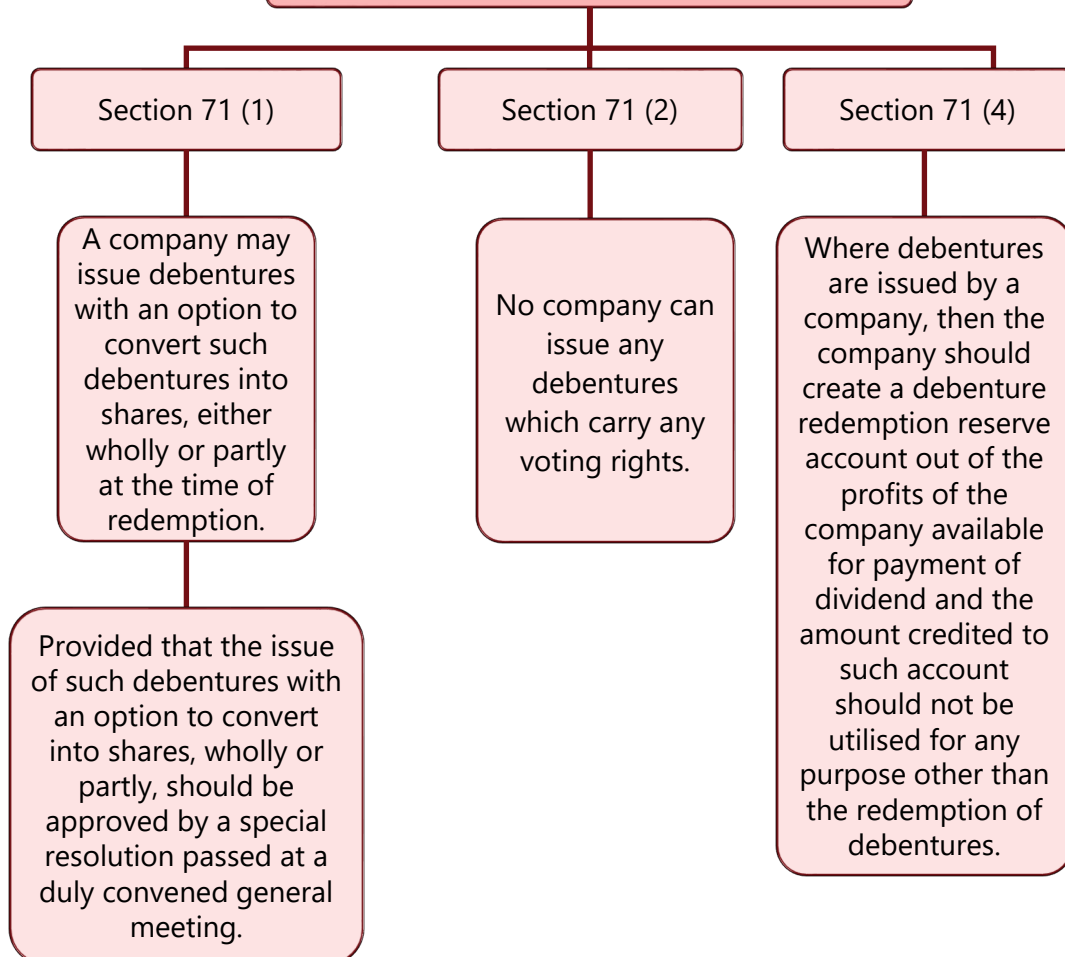 Section 71 (1)
A company may
issue debentures
with an option to
convert such
debentures into
shares, either
wholly or partly
at the time of
redemption.
Provided that the issue
of such debentures with
an option to convert
into shares, wholly or
partly, should be
approved by a special
resolution passed at a
duly convened general
meeting.
Section 71 (2)
No company can
issue any
debentures
which carry any
voting rights.
Section 71 (4)
Where debentures
are issued by a
company, then the
company should
create a debenture
redemption reserve
account out of the
profits of the
company available
for payment of
dividend and the
amount credited to
such account
should not be
utilised for any
purpose other than
the redemption of
debentures.